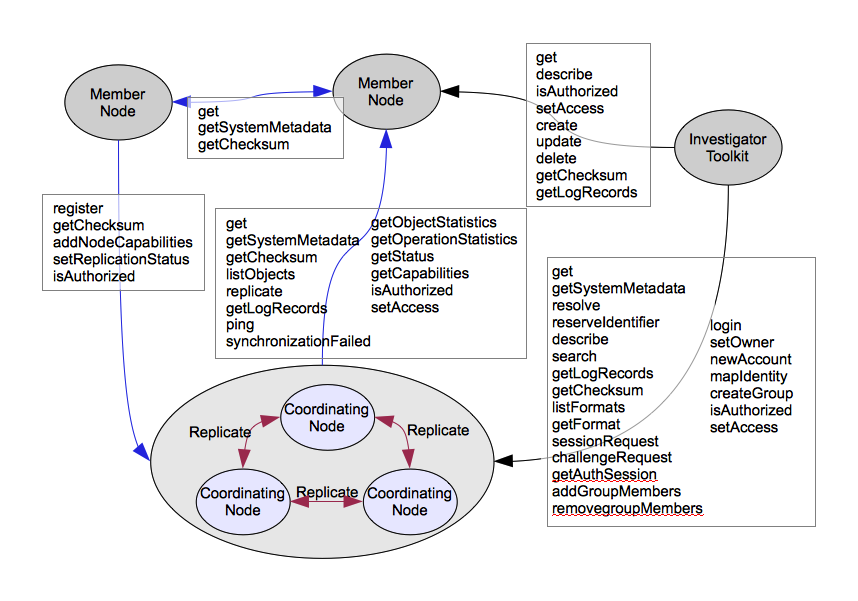 Member
Node
Member
Node
Investigator
Toolkit
get
getSystemMetadata
getChecksum
get
describe
isAuthorized
setAccess
create
update
delete
getChecksum
getLogRecords
register
getChecksum
addNodeCapabilities
setReplicationStatus
isAuthorized
get
getSystemMetadata
getChecksum
listObjects
replicate
getLogRecords
ping
synchronizationFailed
getObjectStatistics
getOperationStatistics
getStatus
getCapabilities
isAuthorized
setAccess
get
getSystemMetadata
resolve
reserveIdentifier
describe
search
getLogRecords
getChecksum
listFormats
getFormat
sessionRequest
challengeRequest
getAuthSession
addGroupMembers
removegroupMembers
login
setOwner
newAccount
mapIdentity
createGroup
isAuthorized
setAccess
Coordinating
Node
Replicate
Replicate
Coordinating
Node
Replicate
Coordinating
Node